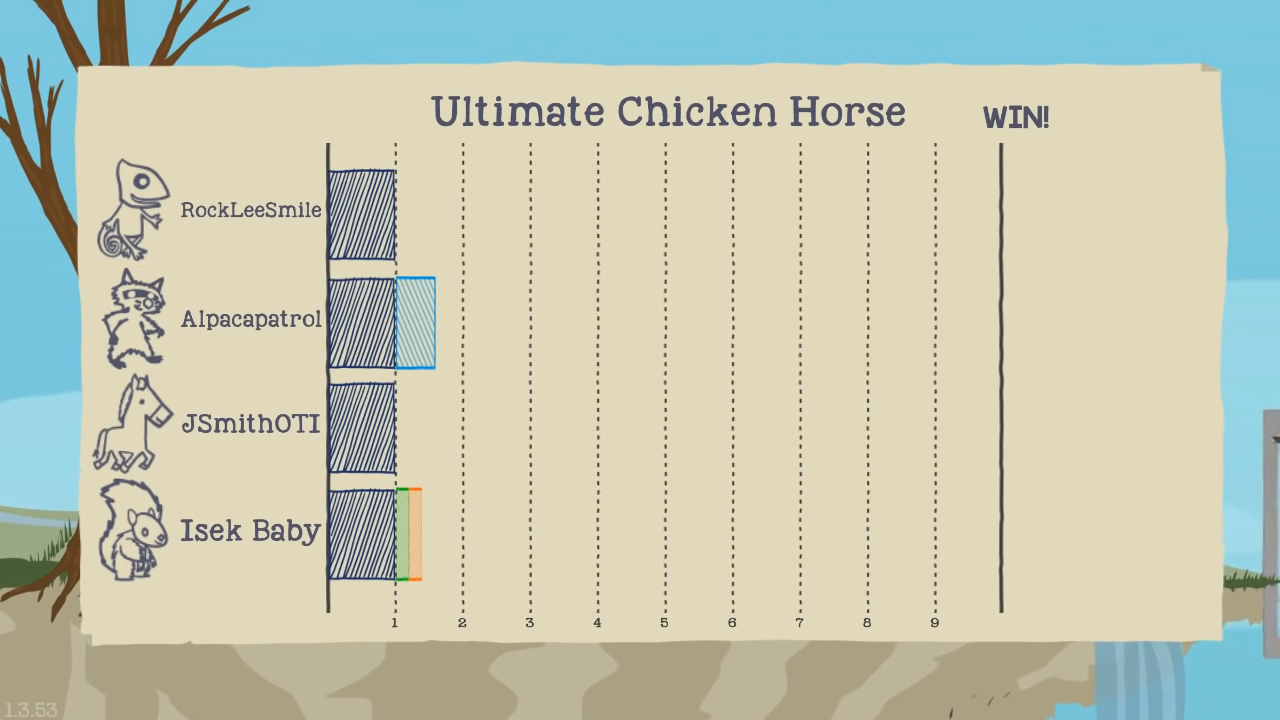 Ultimate Chicken Horse
WIN!
RockLeeSmile
Alpacapatrol
JSmithOTI
Isek Baby
1 2 3 4 5 6 7 8 9
1.3.53